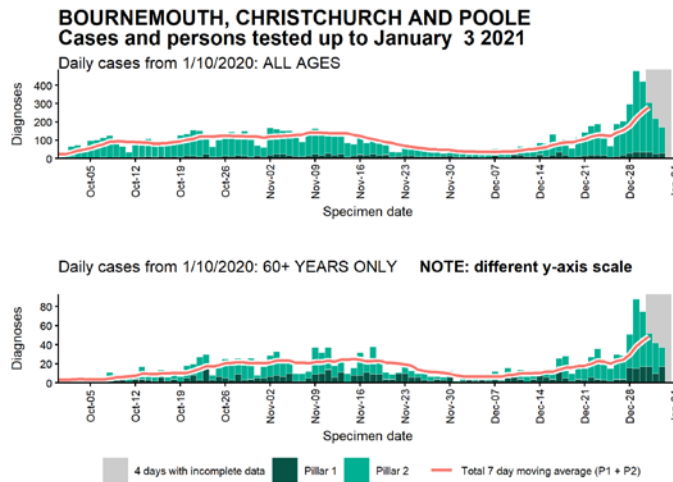 BOURNEMOUTH, CHRISTCHURCH AND POOLE
Cases and persons tested up to January 3 2021
Daily cases from 1/10/2020: ALL AGES
Diagnoses
400
300
200
100
0
Oct-05
Oct-12
Oct-19
Oct-26
Nov-02
Nov-09
Nov-16
Nov-23
Nov-30
Dec-07
Dec-14
Dec-21
Dec-28
Specimen date
Daily cases from 1/10/2020: 60+ YEARS ONLY NOTE: different y-axis scale
Diagnoses
80
60
40
20
0
Oct-05
Oct-12
Oct-19
Oct-26
Nov-02
Nov-09
Nov-16
Nov-23
Nov-30
Dec-07
Dec-14
Dec-21
Dec-28
Specimen date
4 days with incomplete data Pillar 1 Pillar 2 Total 7 day moving average (P1 + P2)